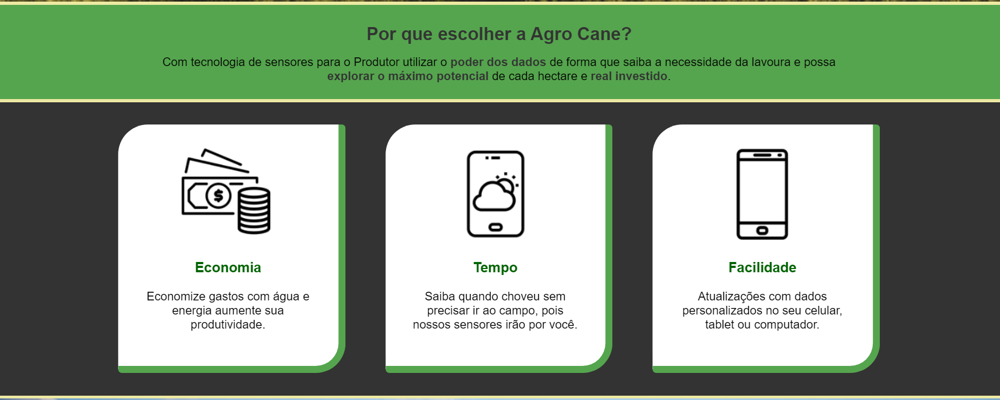 Por que escolher a Agro Cane?
Com tecnologia de sensores para o Produtor utilizar o poder dos dados de forma que saiba a necessidade da lavoura e possa
explorar o máximo potencial de cada hectare e real investido.
$
Economia
Economize gastos com água e
energia aumente sua
produtividade.
Tempo
Saiba quando choveu sem
precisar ir ao campo, pois
nossos sensores irão por você.
Facilidade
Atualizações com dados
personalizados no seu celular,
tablet ou computador.